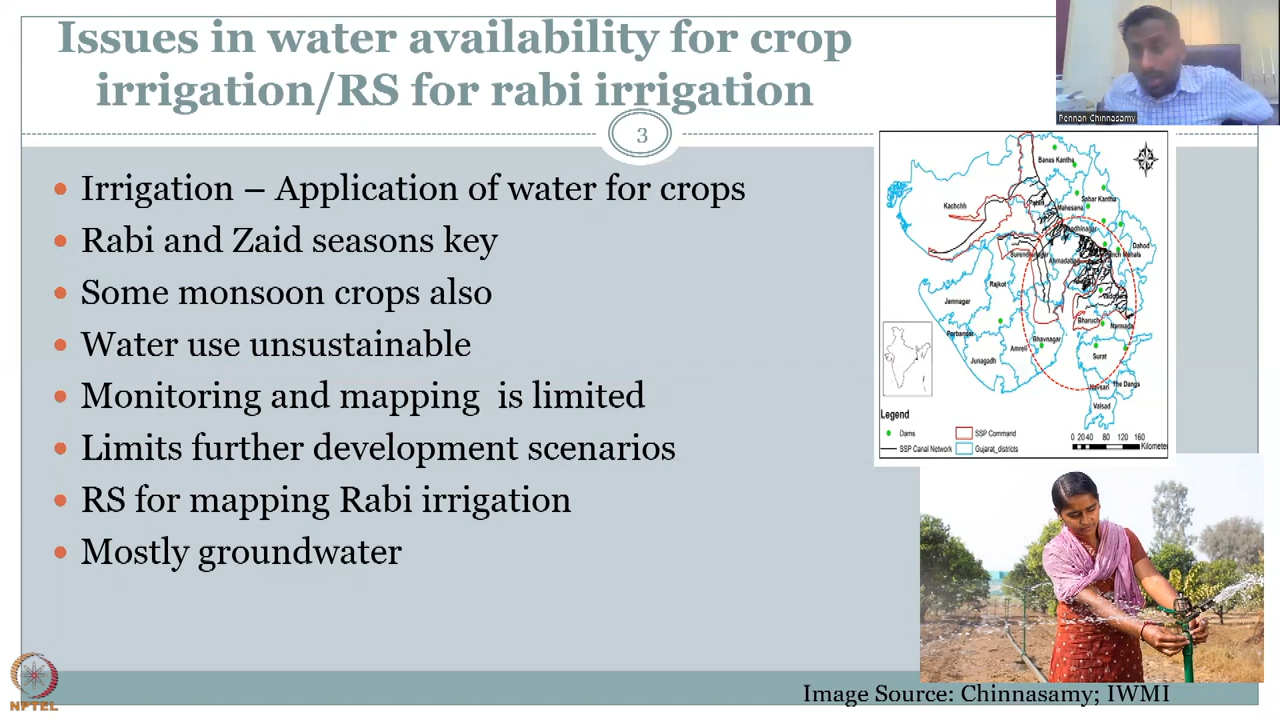 Issues in water availability for crop
irrigation/RS for rabi irrigation
Pennan Chinnasamy
3
Irrigation – Application of water for crops
Rabi and Zaid seasons key
Some monsoon crops also
Water use unsustainable
Monitoring and mapping is limited
Limits further development scenarios
RS for mapping Rabi irrigation
Mostly groundwater
Banas Kantha
Patan
Sabar Kantha
Mahesana
Kachchh
Dahod
Ahmadabad
Rajkot
Jamnagar
Vadodara
Bharuch
Narmada
Porbandar
Bhavnagar
Amreli
Surat
Junagadh
Navsari
The Dangs
Valsad
Legend
Dams
SSP Command
SSP Canal Network
Gujarat_districts
0 20 40 80 120 160
Kilometer
Image Source: Chinnasamy; IWMI
NPTEL